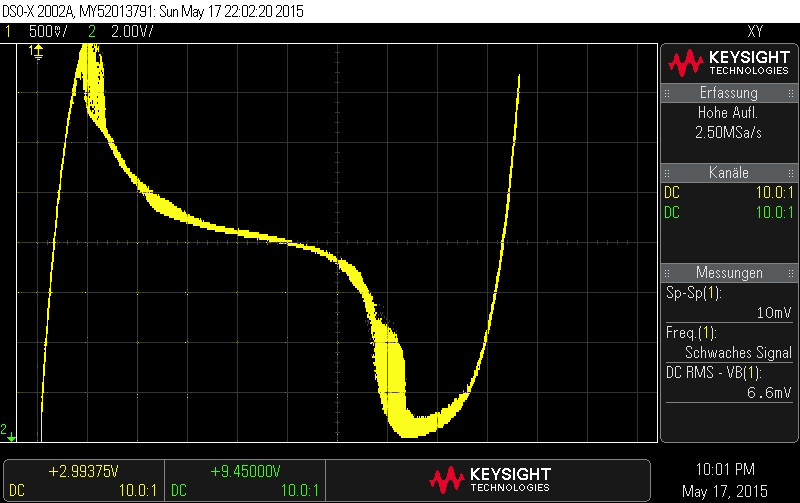 DSO-X 2002A, MY52013791: Sun May 17 22:02:20 2015
1 500mV/ 2 2.00V/ XY
1
KEYSIGHT
TECHNOLOGIES
Erfassung
Hohe Aufl.
2.50MSa/s
Kanäle
DC 10.0:1
DC 10.0:1
Messungen
Sp-Sp(1):
10mV
Freq.(1):
Schwaches Signal
DC RMS - VB(1):
6.6mV
2
+2.99375V
DC 10.0:1
+9.45000V
DC 10.0:1
KEYSIGHT
TECHNOLOGIES
10:01 PM
May 17, 2015